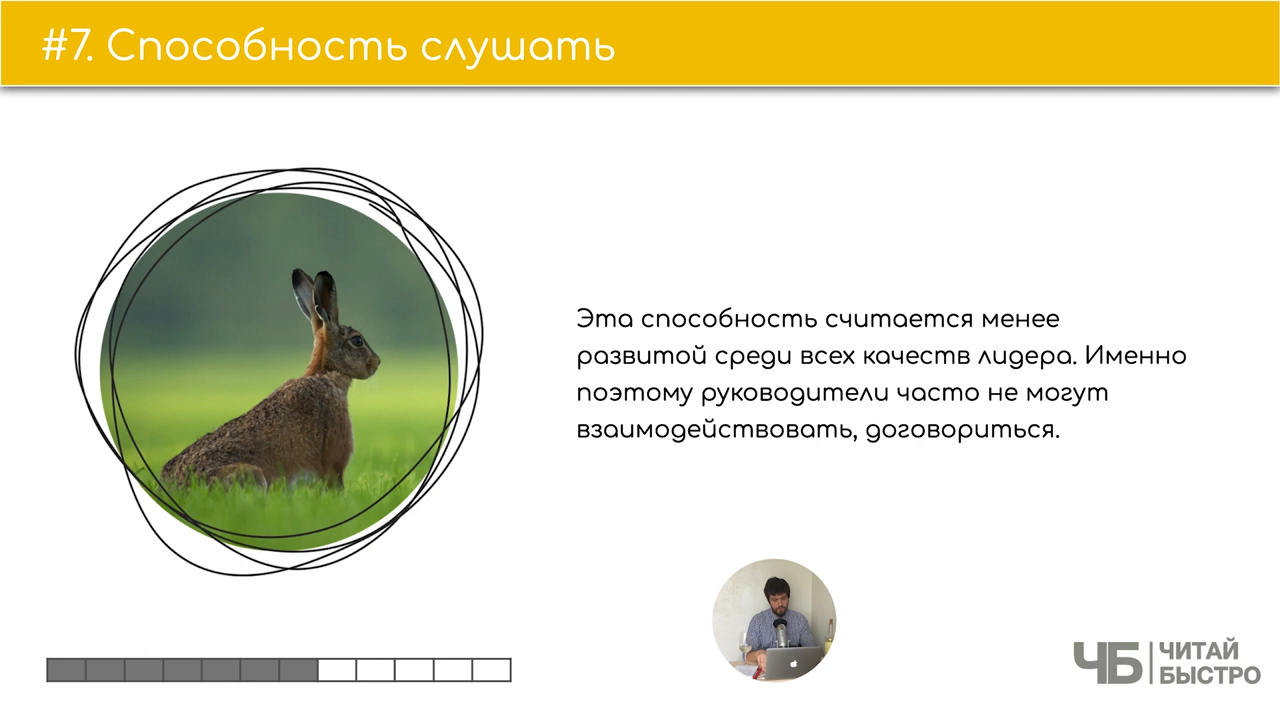 #7. Способность слушать
Эта способность считается менее
развитой среди всех качеств лидера. Именно
поэтому руководители часто не могут
взаимодействовать, договориться.
ЧБ
ЧИТАЙ
БЫСТРО